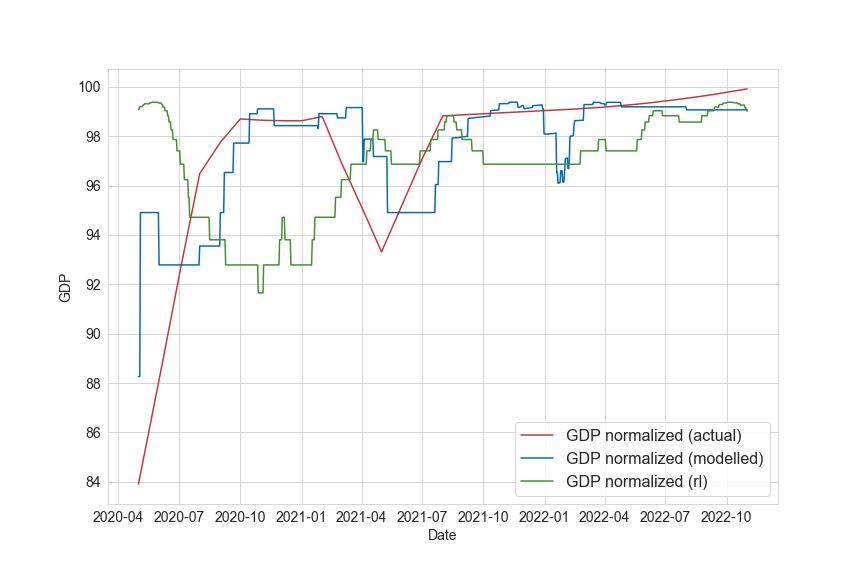 100
98
96
94
92
90
88
86
84
GDP
GDP normalized (actual)
GDP normalized (modelled)
GDP normalized (rl)
2020-04 2020-07 2020-10 2021-01 2021-04 2021-07 2021-10 2022-01 2022-04 2022-07 2022-10
Date